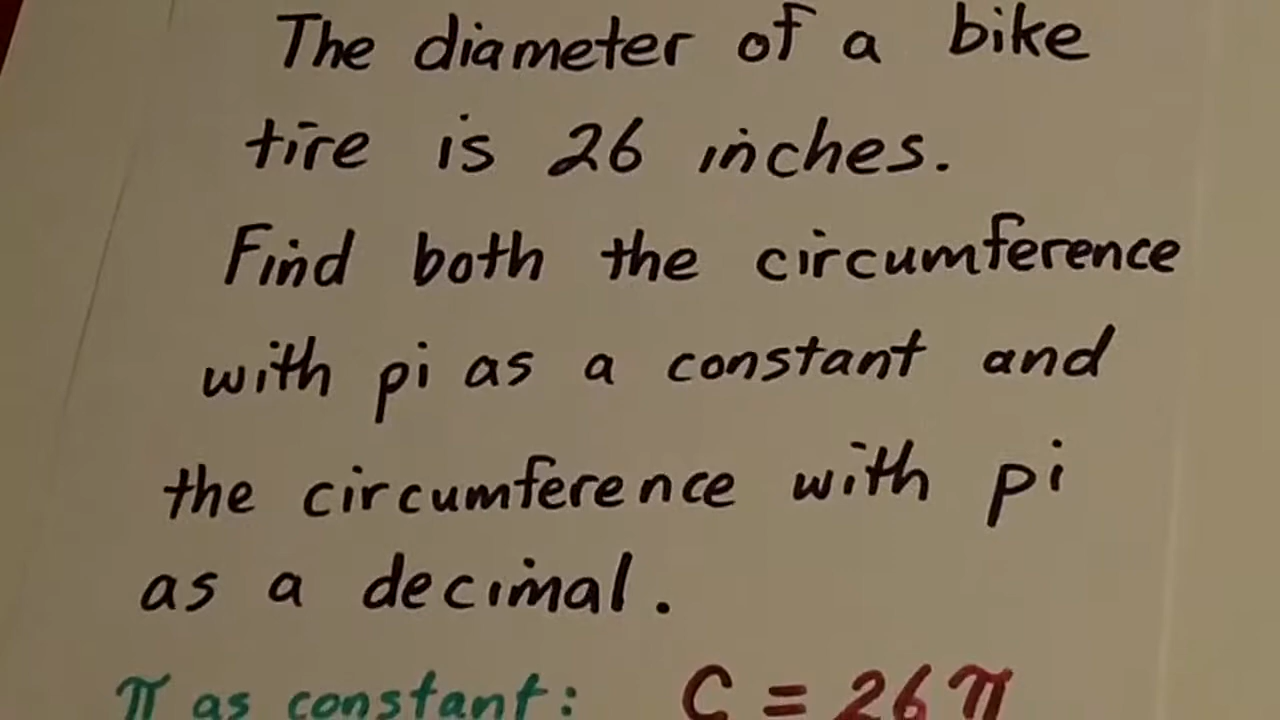 The diameter of a bike
tire is 26 inches.
Find both the circumference
with pi as a constant and
the circumference with pi
as a decimal.
π as constant: C = 26π